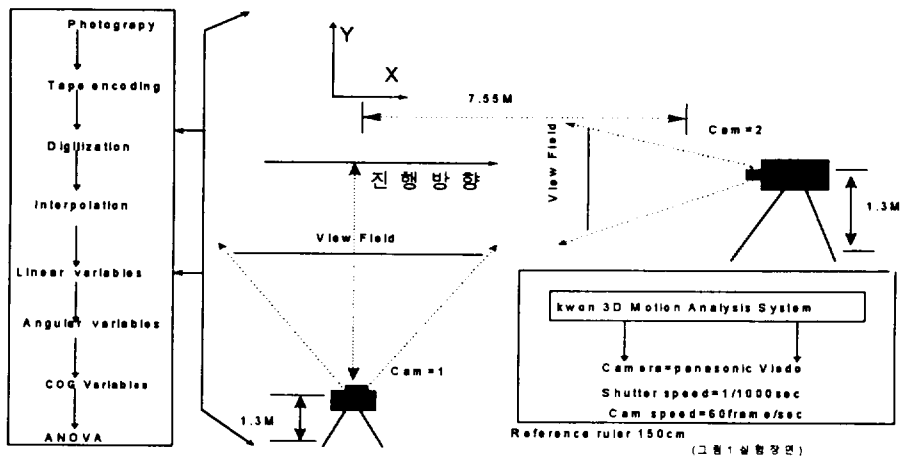 Photograpy
Tape encoding
Digilization
Interpolation
Linear variables
Angular variables
COG Variables
ANOVA
Y
X
7.55M
진행방향
View Field
Cam=1
1.3M
View Field
Cam=2
1.3M
kwon 3D Motion Analysis System
Camera=panasonic Viedo
Shutter speed=1/1000sec
Cam speed=60frame/sec
Reference ruler 150cm
(그림1 실험장면)